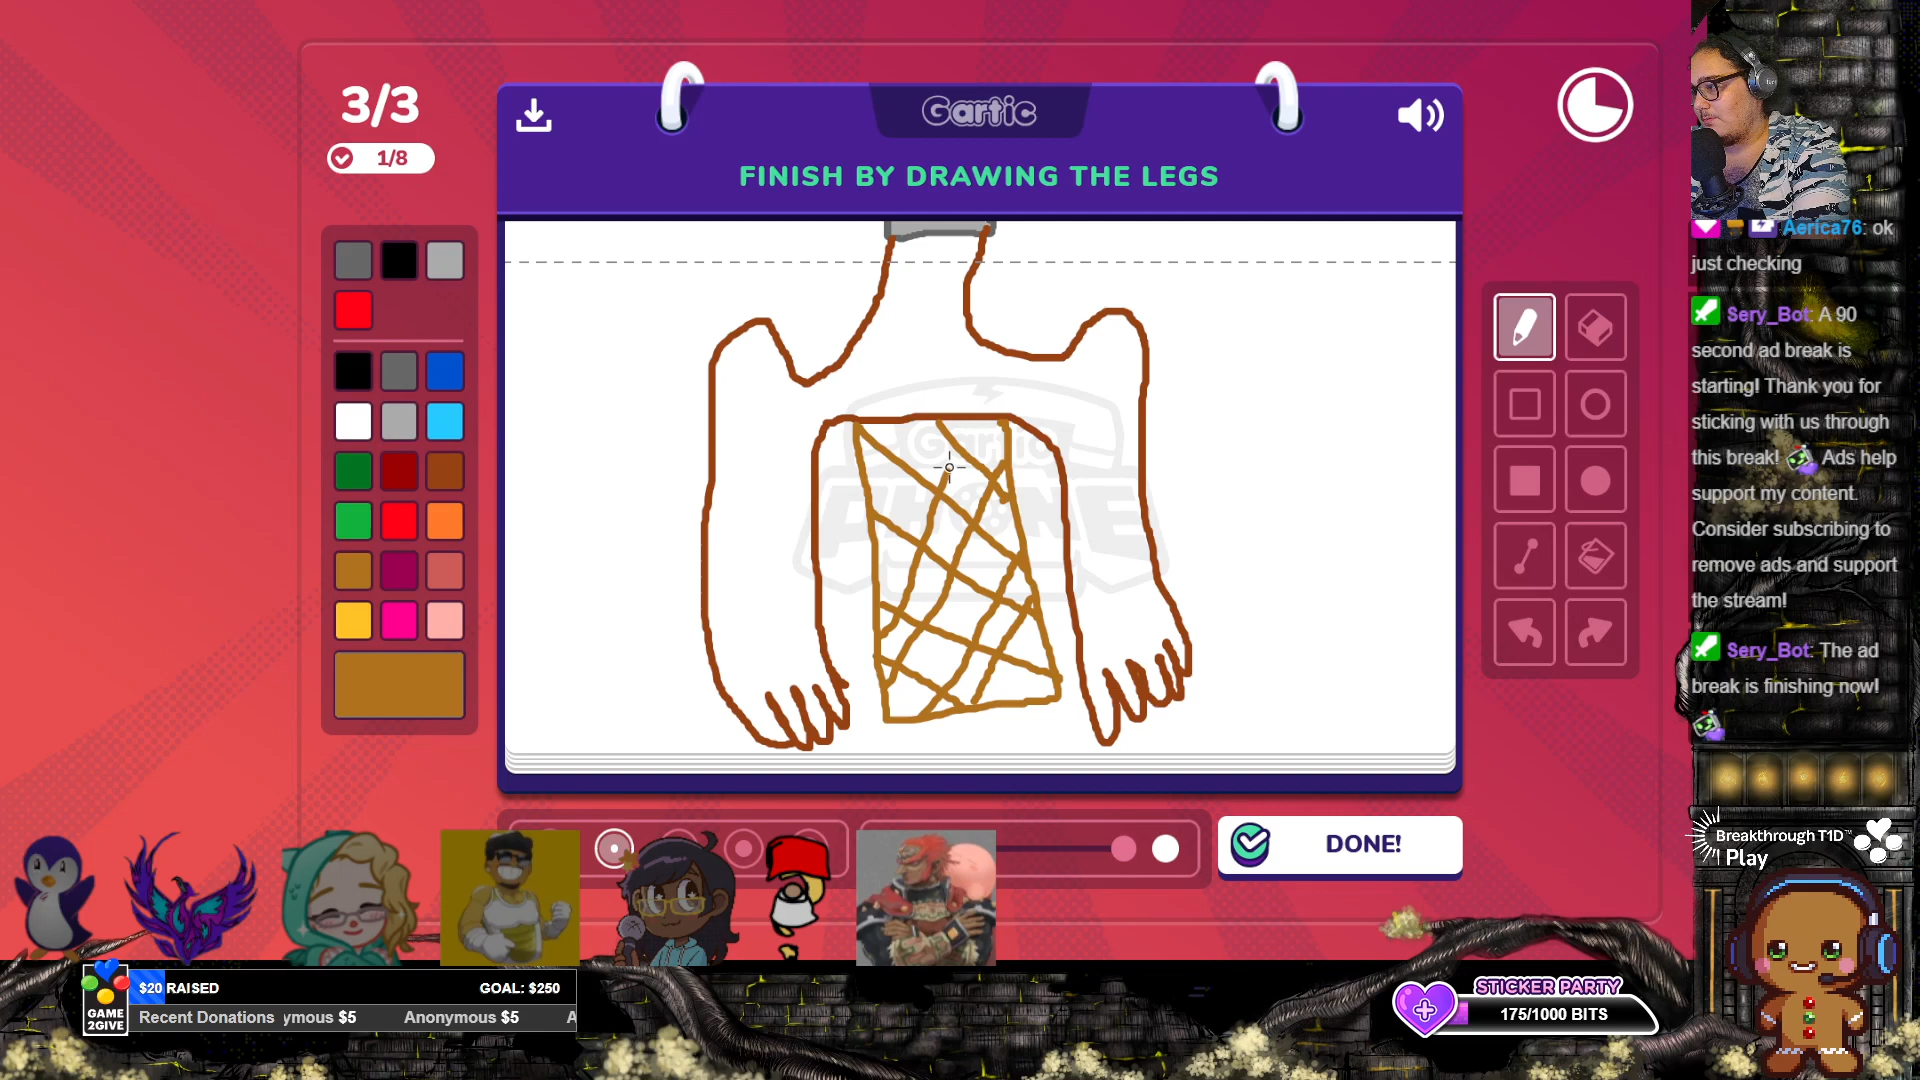 3/3
1/8
Gartic
FINISH BY DRAWING THE LEGS
Gartic
PHONE
DONE!
Aerica76: ok
just checking
Sery_Bot: A 90
second ad break is
starting! Thank you for
sticking with us through
this break! Ads help
support my content.
Consider subscribing to
remove ads and support
the stream!
Sery_Bot: The ad
break is finishing now!
Breakthrough T1D™
Play
$20 RAISED
GOAL: $250
GAME
2GIVE
Recent Donations ymous $5 Anonymous $5 A
STICKER PARTY
175/1000 BITS